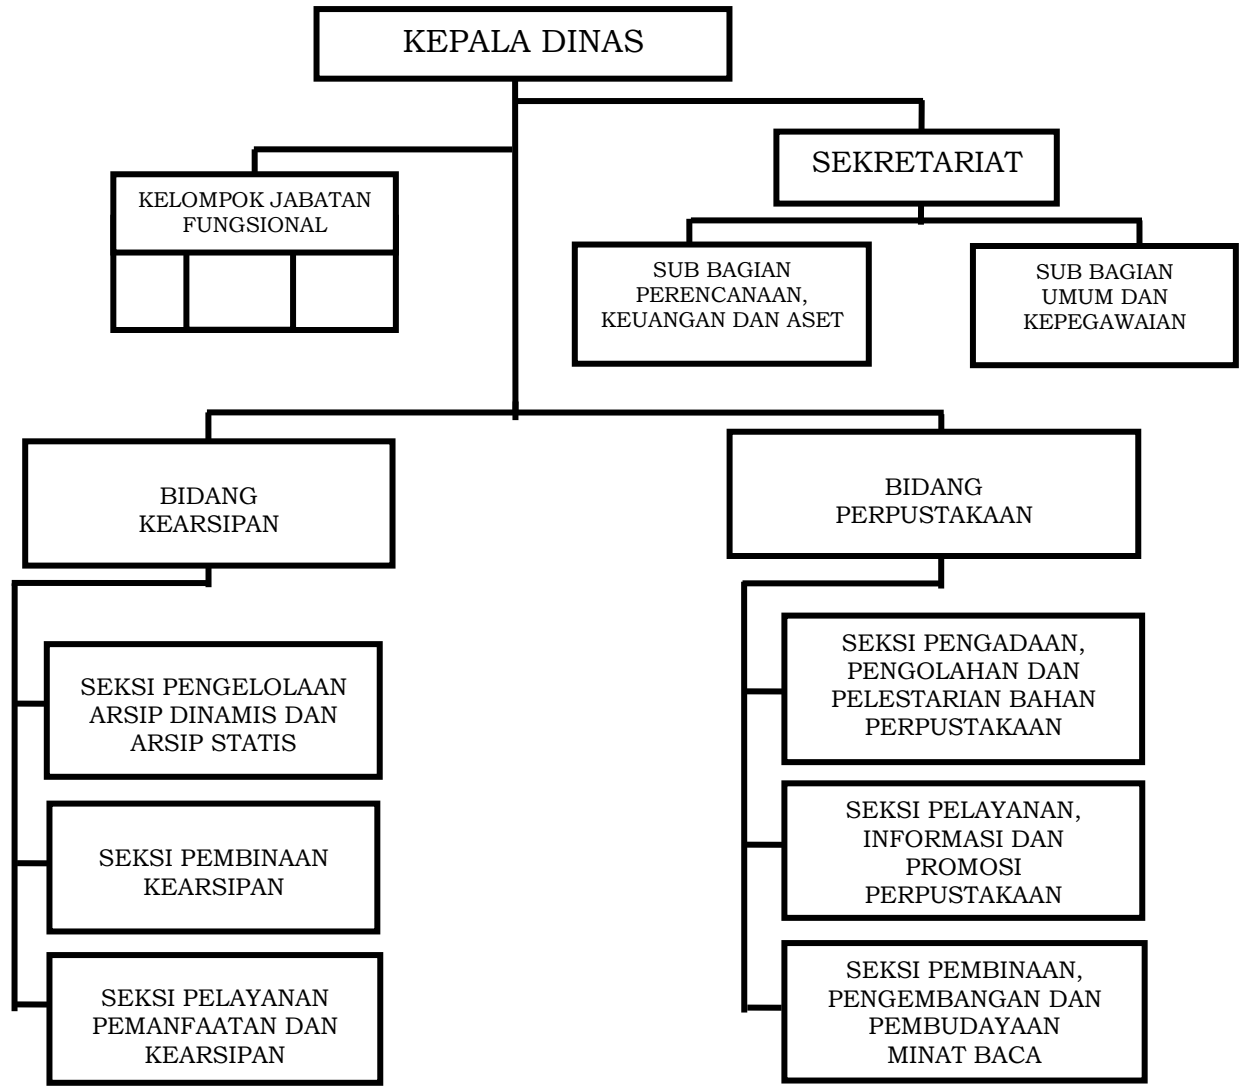 KEPALA DINAS
SEKRETARIAT
KELOMPOK JABATAN
FUNGSIONAL
SUB BAGIAN
PERENCANAAN,
KEUANGAN DAN ASET
SUB BAGIAN
UMUM DAN
KEPEGAWAIAN
BIDANG
KEARSIPAN
SEKSI PENGELOLAAN
ARSIP DINAMIS DAN
ARSIP STATIS
SEKSI PEMBINAAN
KEARSIPAN
SEKSI PELAYANAN
PEMANFAATAN DAN
KEARSIPAN
BIDANG
PERPUSTAKAAN
SEKSI PENGADAAN,
PENGOLAHAN DAN
PELESTARIAN BAHAN
PERPUSTAKAAN
SEKSI PELAYANAN,
INFORMASI DAN
PROMOSI
PERPUSTAKAAN
SEKSI PEMBINAAN,
PENGEMBANGAN DAN
PEMBUDAYAAN
MINAT BACA